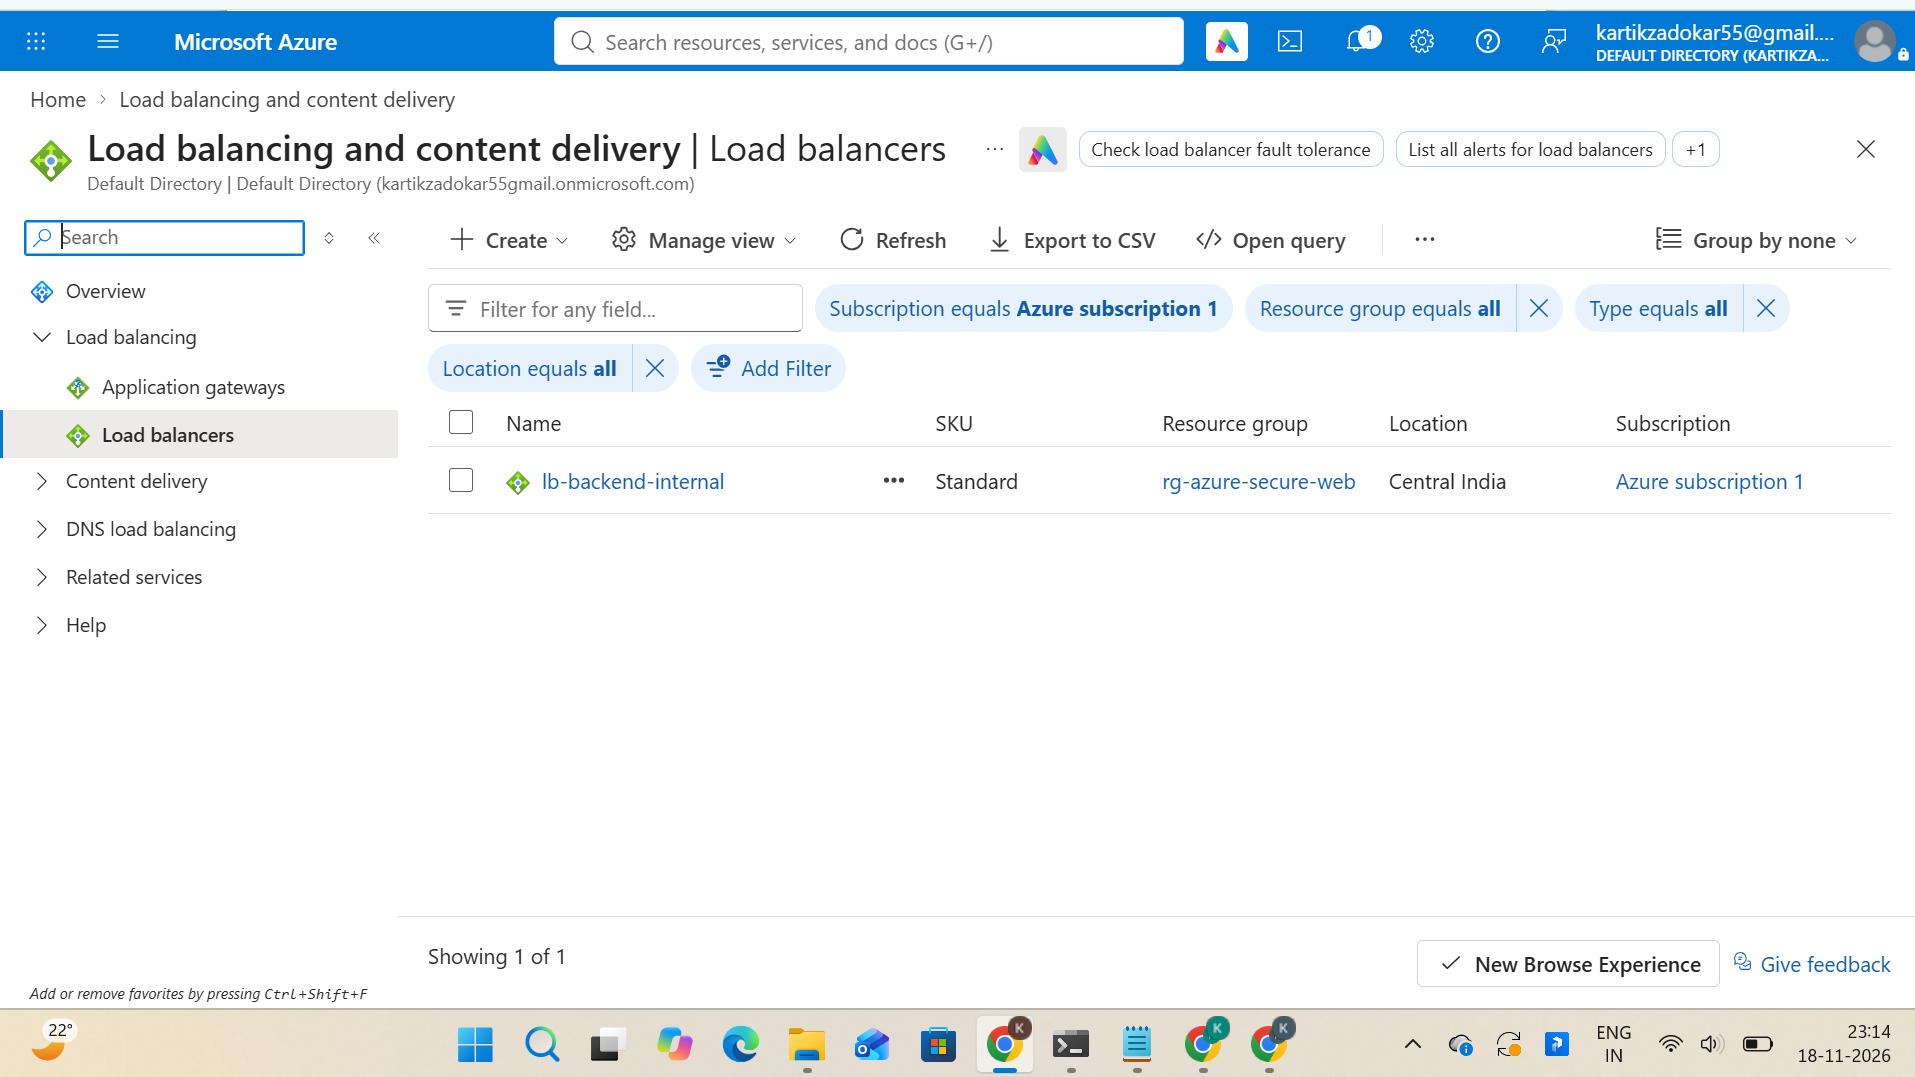 Microsoft Azure
Search resources, services, and docs (G+/)
1
kartikzadokar55@gmail....
DEFAULT DIRECTORY (KARTIKZA...
Home
Load balancing and content delivery
Load balancing and content delivery | Load balancers
...
Check load balancer fault tolerance
List all alerts for load balancers
+1
Default Directory | Default Directory (kartikzadokar55gmail.onmicrosoft.com)
Search
Create
Manage view
Refresh
Export to CSV
Open query
Group by none
Overview
Load balancing
Application gateways
Load balancers
Content delivery
DNS load balancing
Related services
Help
Filter for any field...
Subscription equals Azure subscription 1
Resource group equals all
Type equals all
Location equals all
Add Filter
Name SKU Resource group Location Subscription
lb-backend-internal Standard rg-azure-secure-web Central India Azure subscription 1
Showing 1 of 1
New Browse Experience
Give feedback
Add or remove favorites by pressing Ctrl+Shift+F
22°
K
K
K
ENG
IN
23:14
18-11-2026